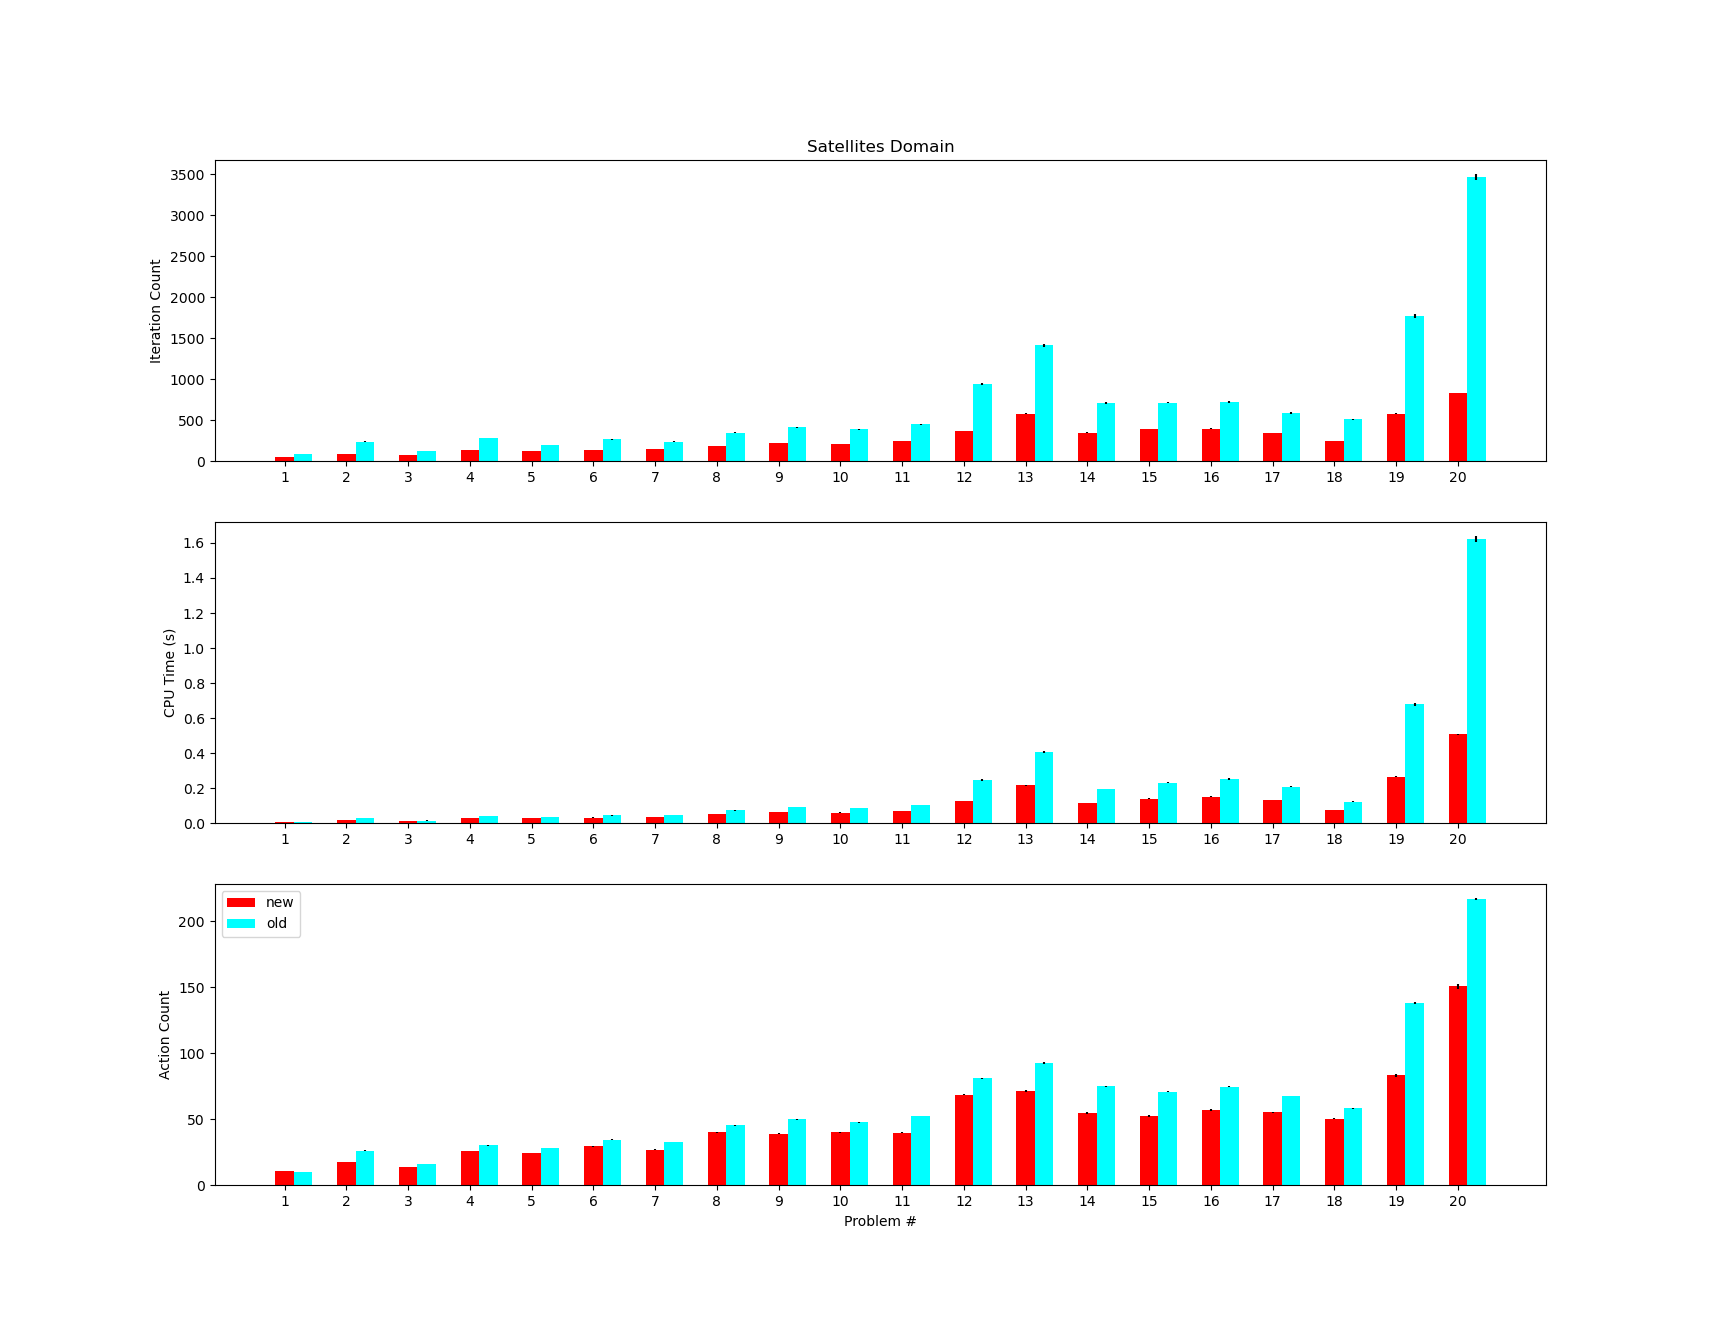 Satellites Domain
3500
3000
2500
2000
1500
1000
500
0
Iteration Count
1 2 3 4 5 6 7 8 9 10 11 12 13 14 15 16 17 18 19 20
1.6
1.4
1.2
1.0
0.8
0.6
0.4
0.2
0.0
CPU Time (s)
1 2 3 4 5 6 7 8 9 10 11 12 13 14 15 16 17 18 19 20
new
old
200
150
100
50
0
Action Count
1 2 3 4 5 6 7 8 9 10 11 12 13 14 15 16 17 18 19 20
Problem #